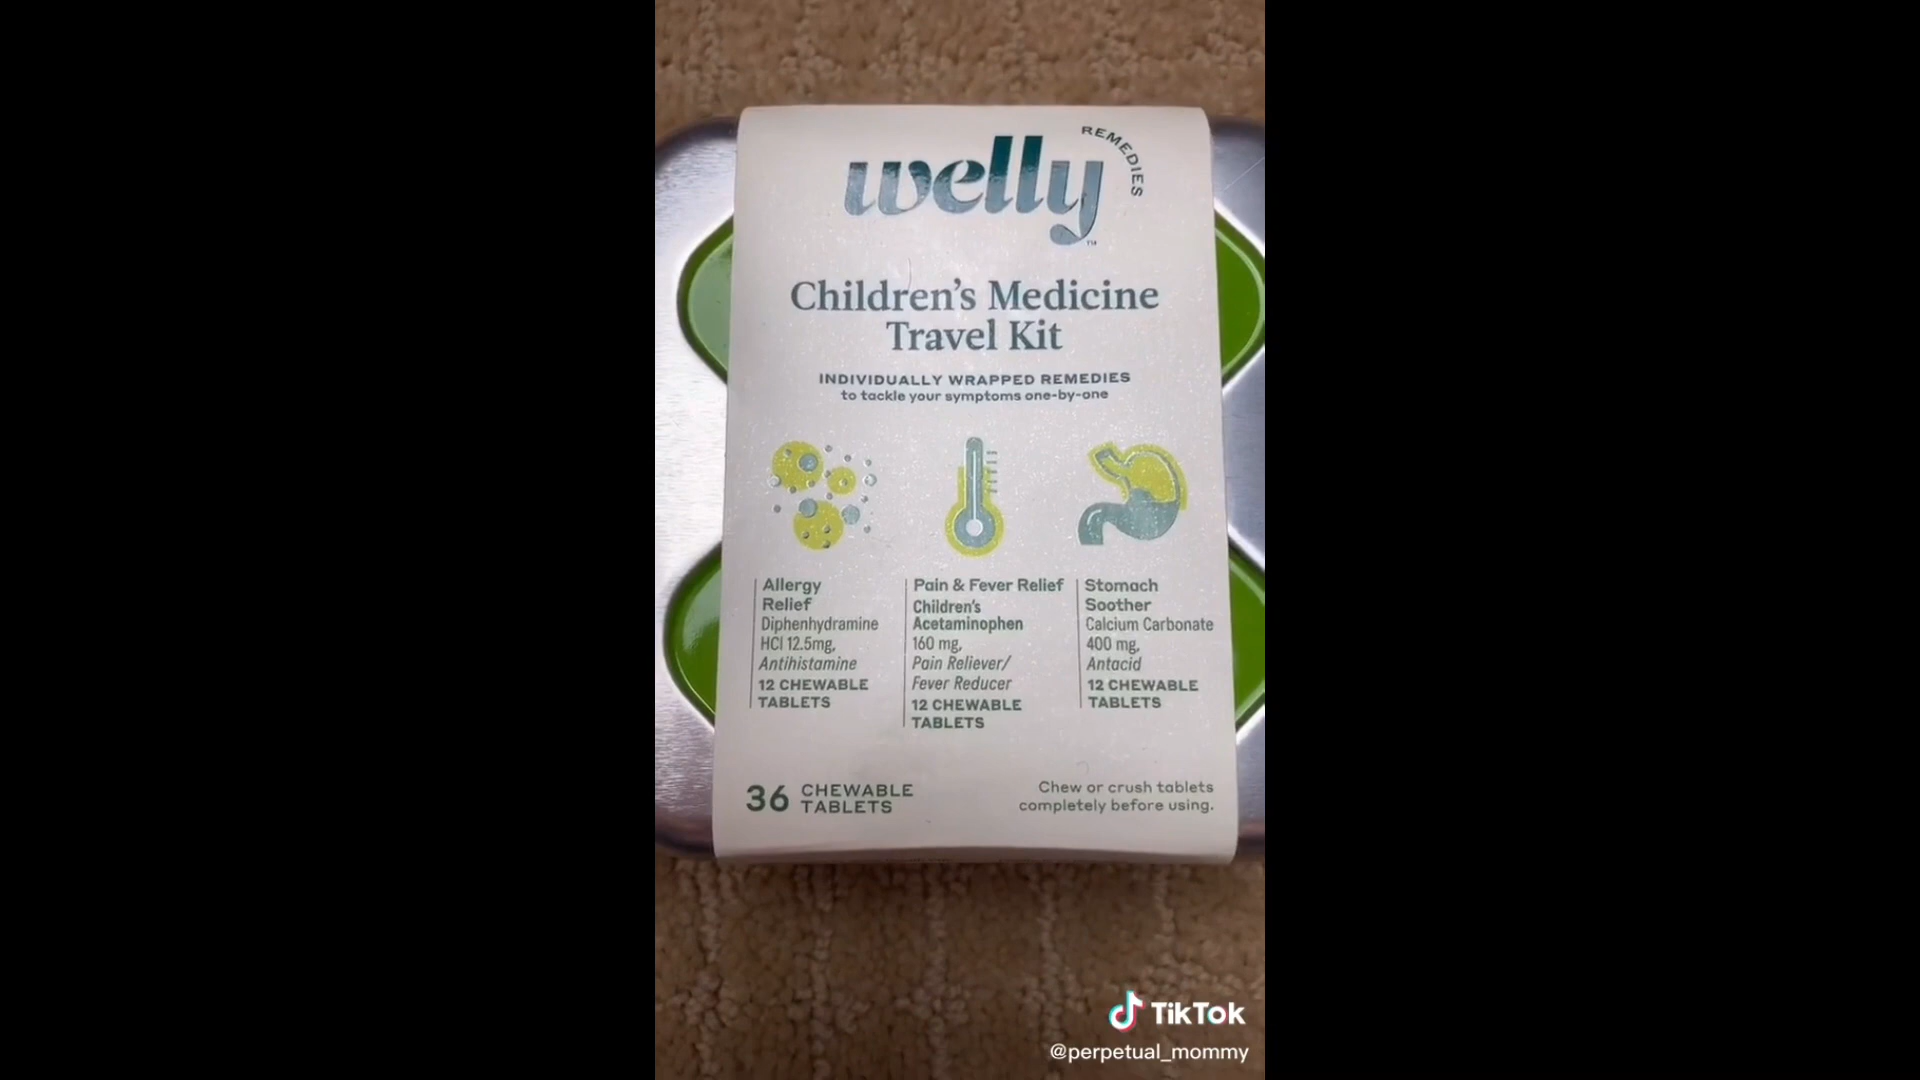 welly
REMEDIES
TM
Children's Medicine
Travel Kit
INDIVIDUALLY WRAPPED REMEDIES
to tackle your symptoms one-by-one
Allergy
Relief
Diphenhydramine
HCl 12.5mg,
Antihistamine
12 CHEWABLE
TABLETS
Pain & Fever Relief
Children's
Acetaminophen
160 mg,
Pain Reliever/
Fever Reducer
12 CHEWABLE
TABLETS
Stomach
Soother
Calcium Carbonate
400 mg,
Antacid
12 CHEWABLE
TABLETS
36 CHEWABLE
TABLETS
Chew or crush tablets
completely before using.
TikTok
@perpetual_mommy